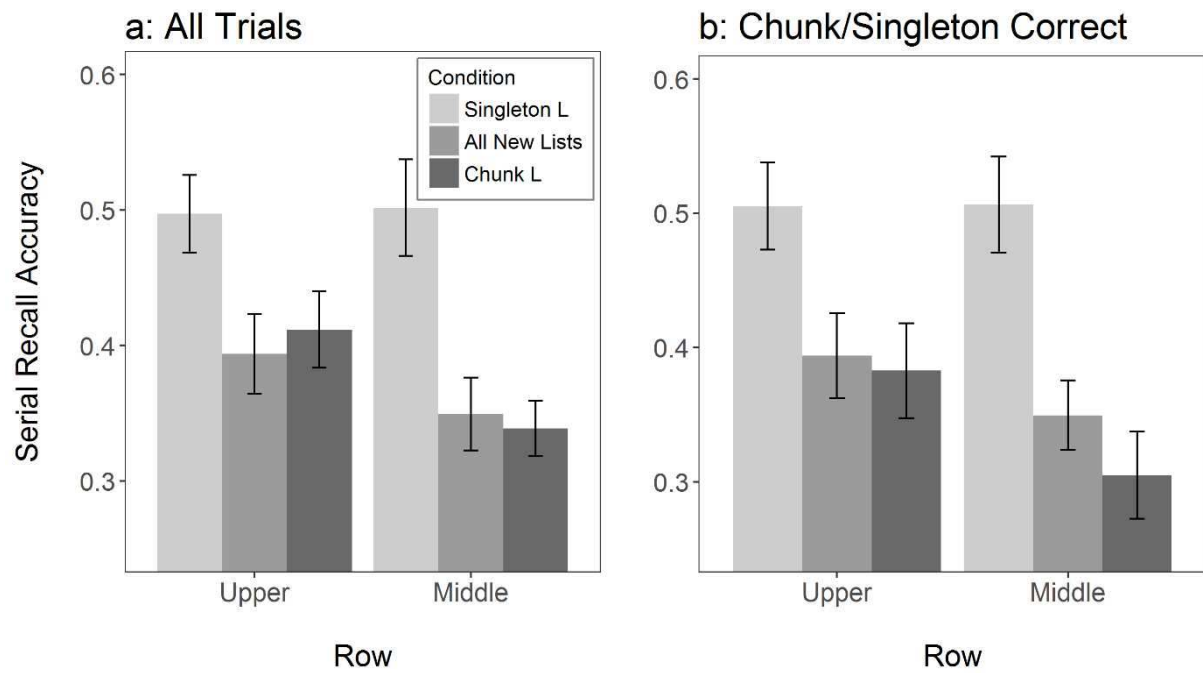 a: All Trials
b: Chunk/Singleton Correct
Serial Recall Accuracy
0.6
0.5
0.4
0.3
Condition
Singleton L
All New Lists
Chunk L
Upper
Middle
Row
0.6
0.5
0.4
0.3
Upper
Middle
Row